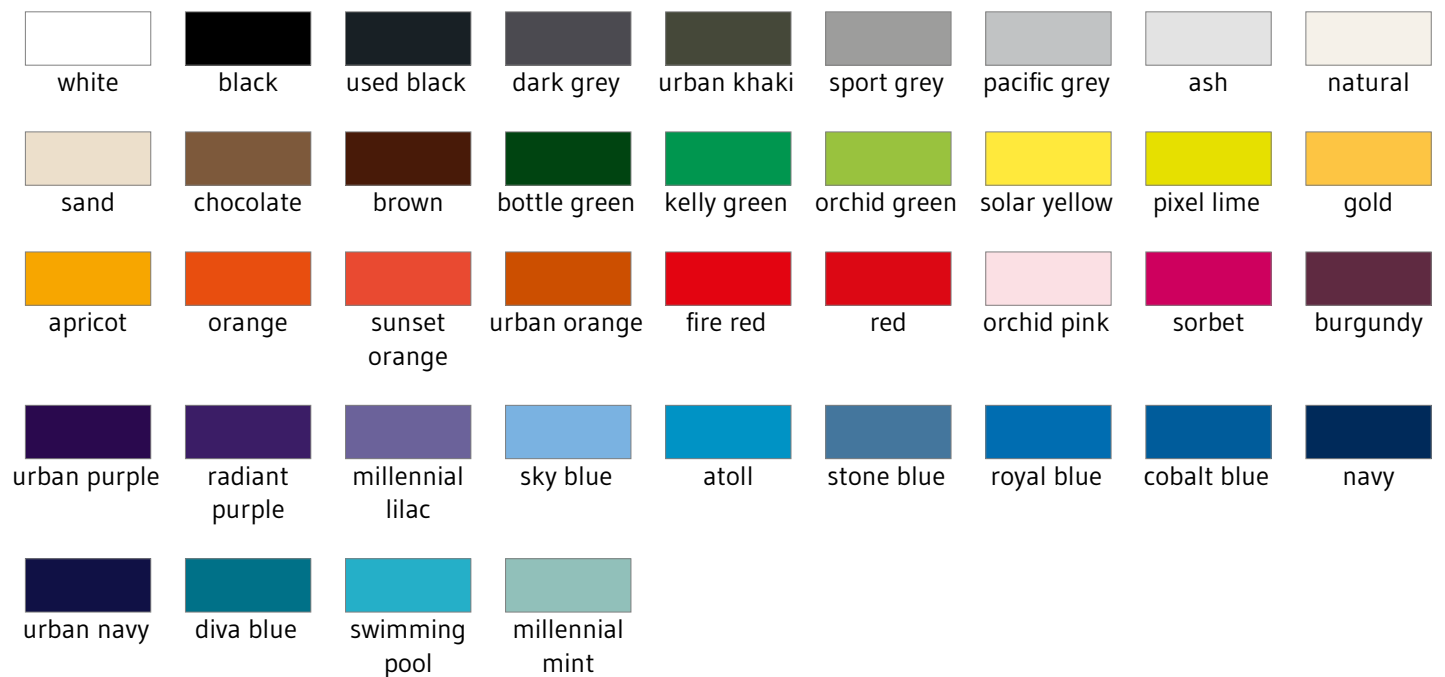 white black used black dark grey urban khaki sport grey pacific grey ash natural
sand chocolate brown bottle green kelly green orchid green solar yellow pixel lime gold
apricot orange sunset orange urban orange fire red red orchid pink sorbet burgundy
urban purple radiant purple millennial lilac sky blue atoll stone blue royal blue cobalt blue navy
urban navy diva blue swimming pool millennial mint